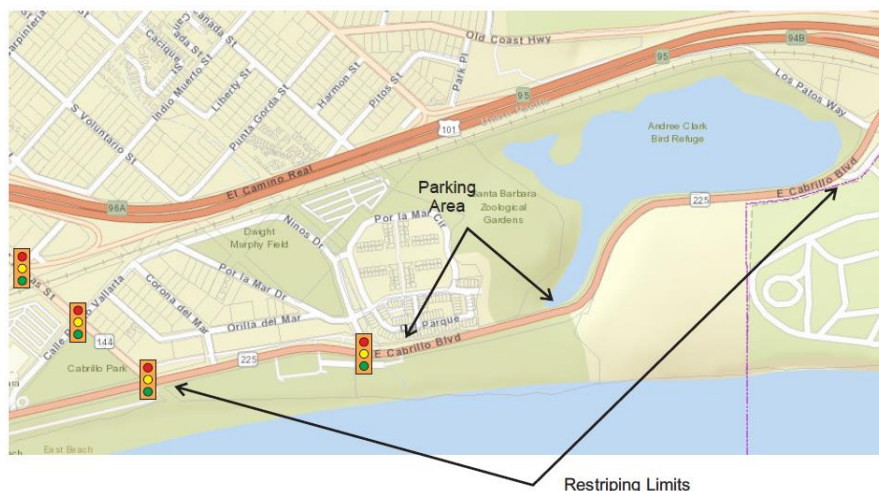 Carpinteria
Canada St
Cacique St
Indio Muerto St
Liberty St
Punta Gorda St
Harmon St
Pitos St
S Voluntario St
Old Coast Hwy
Park Pl
94B
95
95
101
Los Patos Way
Andree Clark
Bird Refuge
El Camino Real
96A
Parking
Area
Santa Barbara
Zoological
Gardens
E Cabrillo Blvd
225
Dwight
Murphy Field
Ninos Dr
Por la Mar Cir
Por la Mar Dr
Corona del Mar
Orilla del Mar
Parque
E Cabrillo Blvd
225
144
Cabrillo Park
East Beach
Restriping Limits